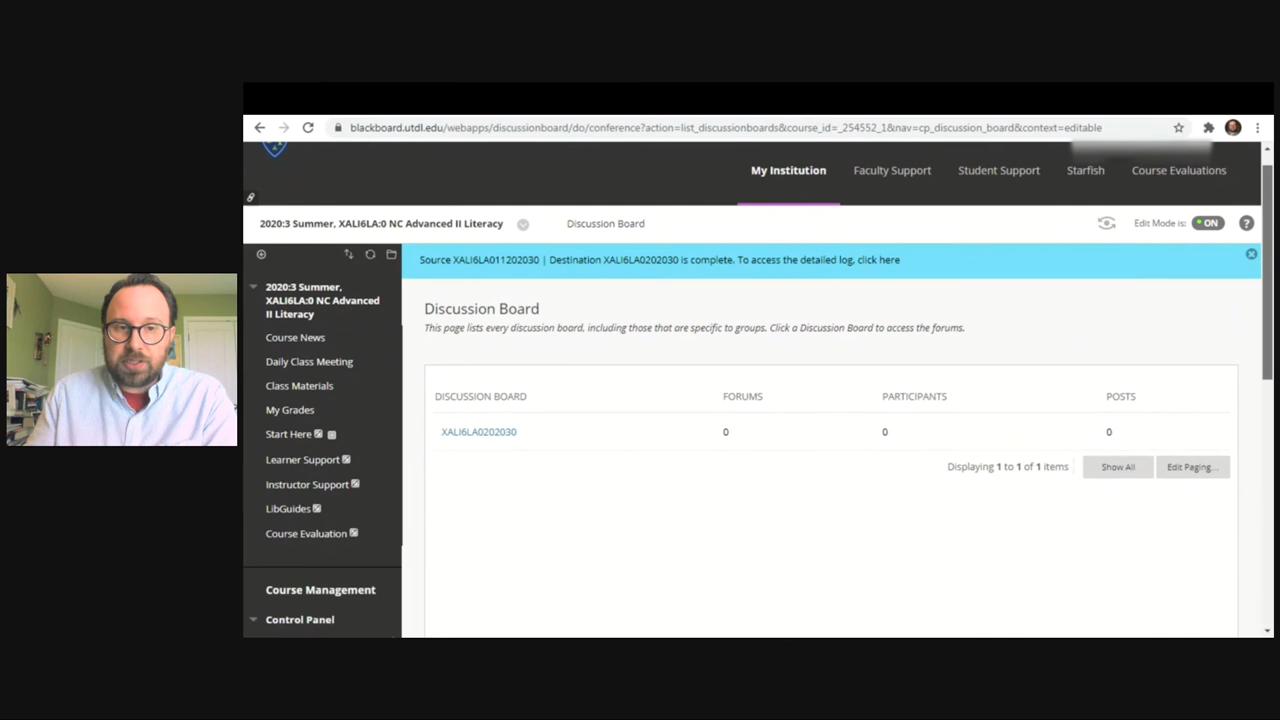 blackboard.utdl.edu/webapps/discussionboard/do/conference?action=list_discussionboards&course_id=_254552_1&nav=cp_discussion_board&context=editable
My Institution Faculty Support Student Support Starfish Course Evaluations
2020:3 Summer, XALI6LA:0 NC Advanced II Literacy Discussion Board Edit Mode is: ON ?
Source XALI6LA011202030 | Destination XALI6LA0202030 is complete. To access the detailed log, click here
2020:3 Summer,
XALI6LA:0 NC Advanced
II Literacy
Course News
Daily Class Meeting
Class Materials
My Grades
Start Here
Learner Support
Instructor Support
LibGuides
Course Evaluation
Course Management
Control Panel
Discussion Board
This page lists every discussion board, including those that are specific to groups. Click a Discussion Board to access the forums.
DISCUSSION BOARD FORUMS PARTICIPANTS POSTS
XALI6LA0202030 0 0 0
Displaying 1 to 1 of 1 items Show All Edit Paging...